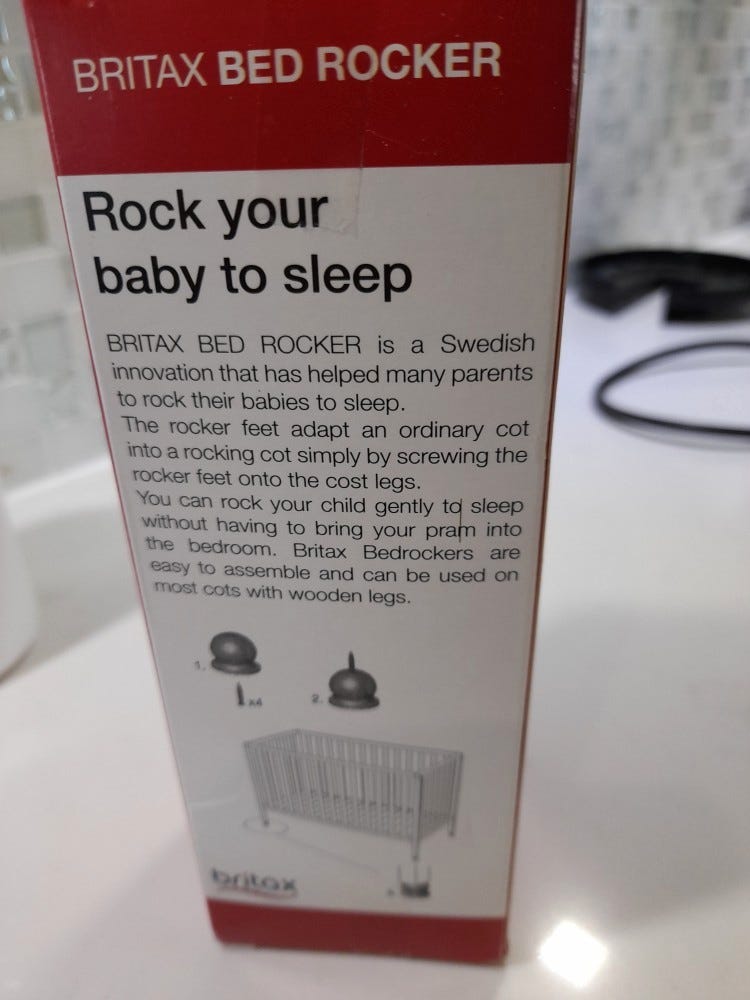 BRITAX BED ROCKER
Rock your
baby to sleep
BRITAX BED ROCKER is a Swedish
innovation that has helped many parents
to rock their babies to sleep.
The rocker feet adapt an ordinary cot
into a rocking cot simply by screwing the
rocker feet onto the cost legs.
You can rock your child gently to sleep
without having to bring your pram into
the bedroom. Britax Bedrockers are
easy to assemble and can be used on
most cots with wooden legs.
1.
x4
2.
britax